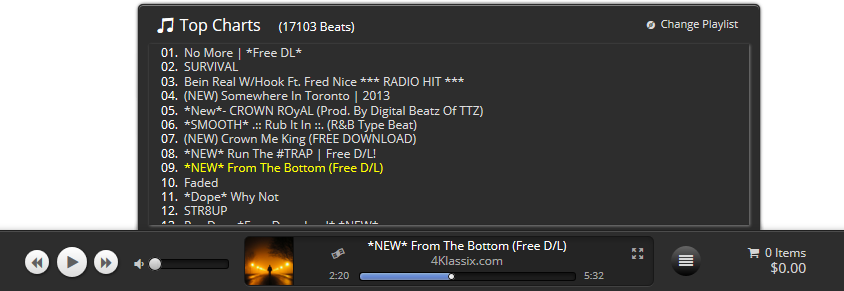 Top Charts (17103 Beats)
Change Playlist
01. No More | *Free DL*
02. SURVIVAL
03. Bein Real W/Hook Ft. Fred Nice *** RADIO HIT ***
04. (NEW) Somewhere In Toronto | 2013
05. *New*- CROWN ROyAL (Prod. By Digital Beatz Of TTZ)
06. *SMOOTH* .:: Rub It In ::. (R&B Type Beat)
07. (NEW) Crown Me King (FREE DOWNLOAD)
08. *NEW* Run The #TRAP | Free D/L!
09. *NEW* From The Bottom (Free D/L)
10. Faded
11. *Dope* Why Not
12. STR8UP
*NEW* From The Bottom (Free D/L)
4Klassix.com
2:20
5:32
0 Items
$0.00